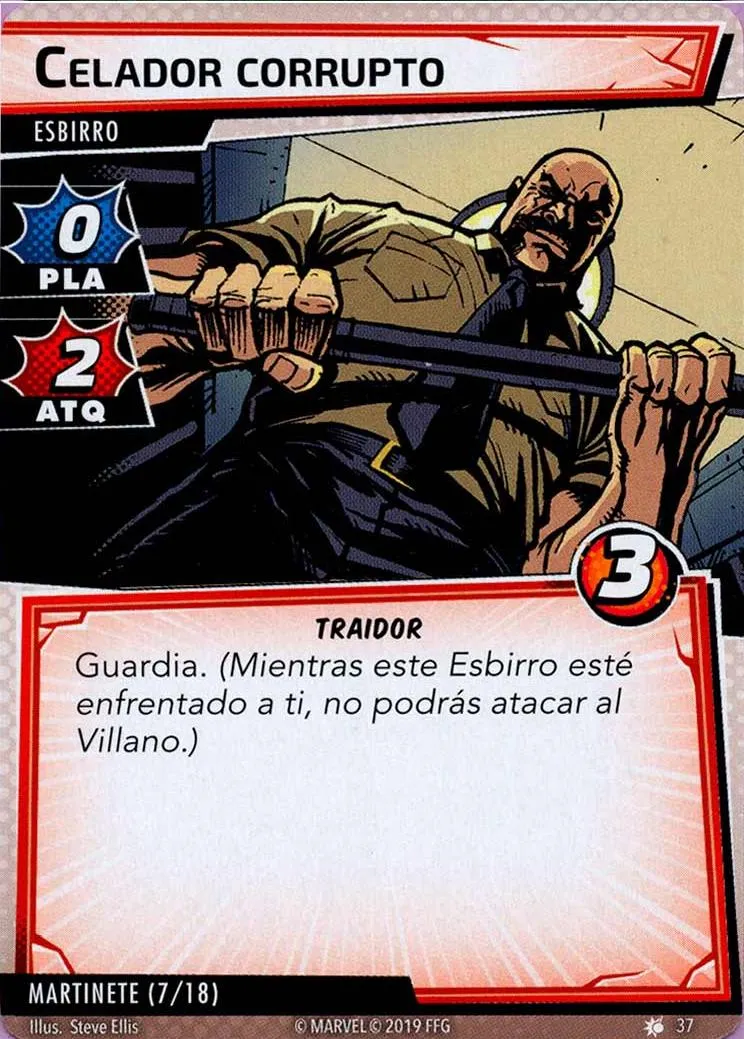 CELADOR CORRUPTO
ESBIRRO
0
PLA
2
ATQ
3
TRAIDOR
Guardia. (Mientras este Esbirro esté
enfrentado a ti, no podrás atacar al
Villano.)
MARTINETE (7/18)
Illus. Steve Ellis © MARVEL © 2019 FFG 37